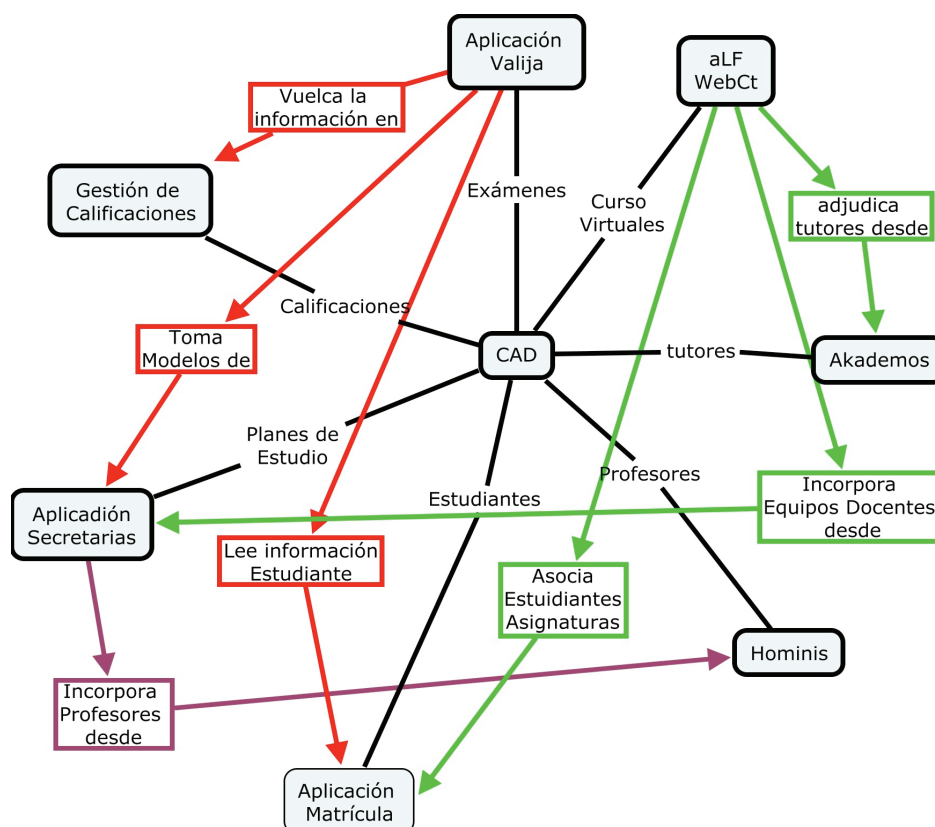 Aplicación
Valija
aLF
WebCt
Vuelca la
información en
Gestión de
Calificaciones
Exámenes
Curso
Virtuales
adjudica
tutores desde
Calificaciones
Toma
Modelos de
CAD
tutores
Akademos
Planes de
Estudio
Estudiantes
Profesores
Incorpora
Equipos Docentes
desde
Aplicadión
Secretarias
Lee información
Estudiante
Asocia
Estuidiantes
Asignaturas
Hominis
Incorpora
Profesores
desde
Aplicación
Matrícula